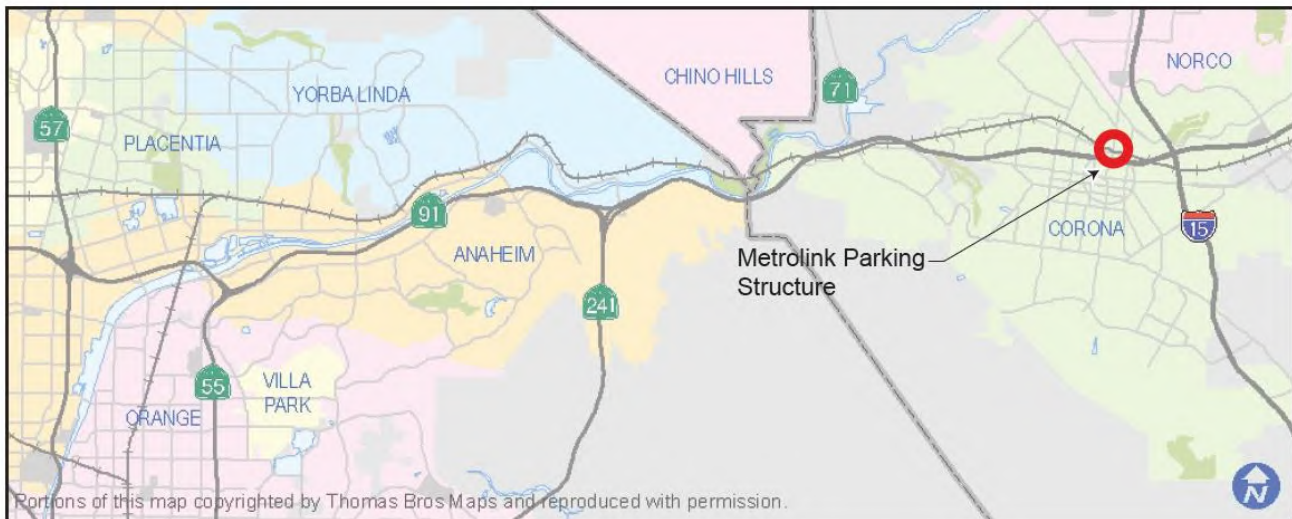 CHINO HILLS
NORCO
71
YORBA LINDA
57
PLACENTIA
91
ANAHEIM
15
CORONA
Metrolink Parking
Structure
241
55
VILLA
PARK
ORANGE
N
Portions of this map copyrighted by Thomas Bros Maps and reproduced with permission.